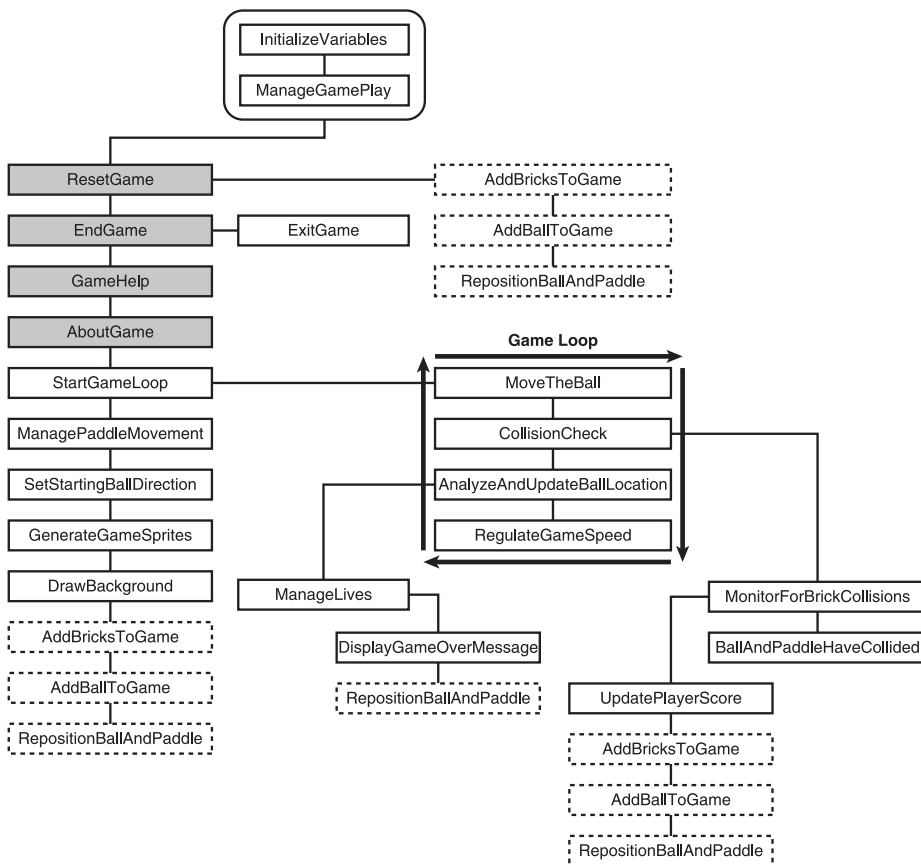 InitializeVariables
ManageGamePlay
ResetGame
AddBricksToGame
EndGame
ExitGame
AddBallToGame
GameHelp
RepositionBallAndPaddle
AboutGame
Game Loop
StartGameLoop
MoveTheBall
ManagePaddleMovement
CollisionCheck
SetStartingBallDirection
AnalyzeAndUpdateBallLocation
GenerateGameSprites
RegulateGameSpeed
DrawBackground
ManageLives
MonitorForBrickCollisions
AddBricksToGame
DisplayGameOverMessage
BallAndPaddleHaveCollided
AddBallToGame
RepositionBallAndPaddle
UpdatePlayerScore
RepositionBallAndPaddle
AddBricksToGame
AddBallToGame
RepositionBallAndPaddle